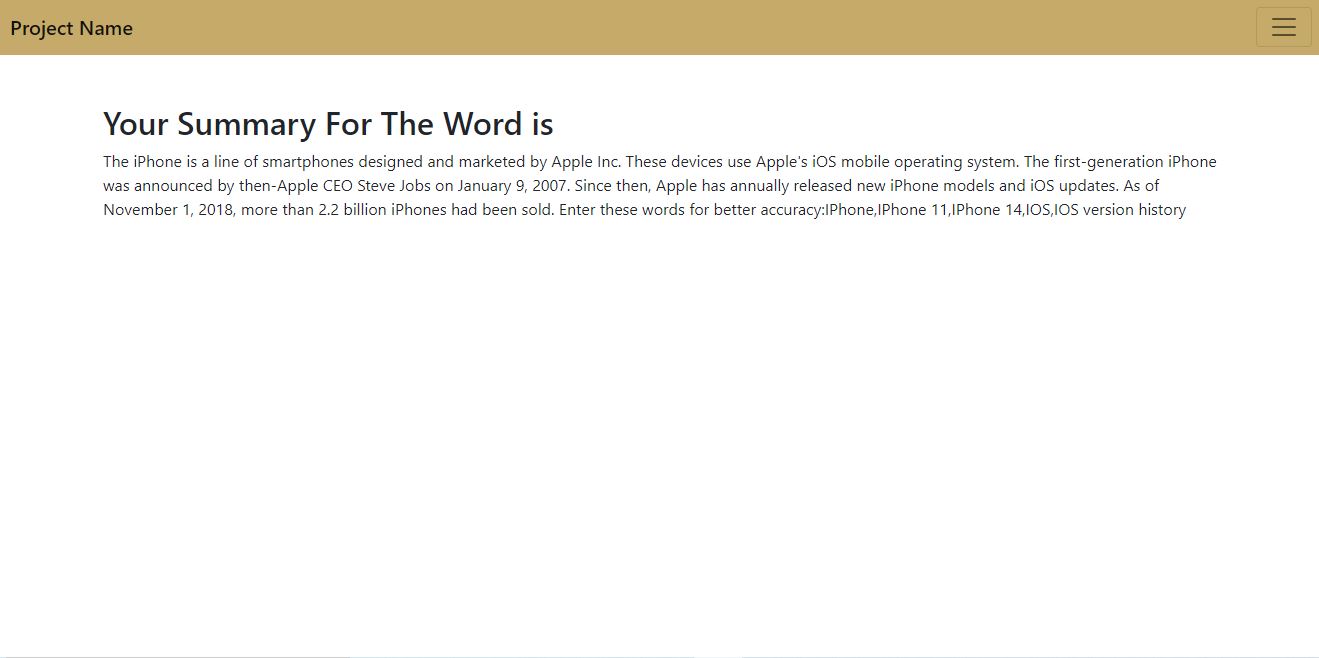 Project Name
Your Summary For The Word is
The iPhone is a line of smartphones designed and marketed by Apple Inc. These devices use Apple's iOS mobile operating system. The first-generation iPhone
was announced by then-Apple CEO Steve Jobs on January 9, 2007. Since then, Apple has annually released new iPhone models and iOS updates. As of
November 1, 2018, more than 2.2 billion iPhones had been sold. Enter these words for better accuracy:IPhone,IPhone 11,IPhone 14,IOS,IOS version history